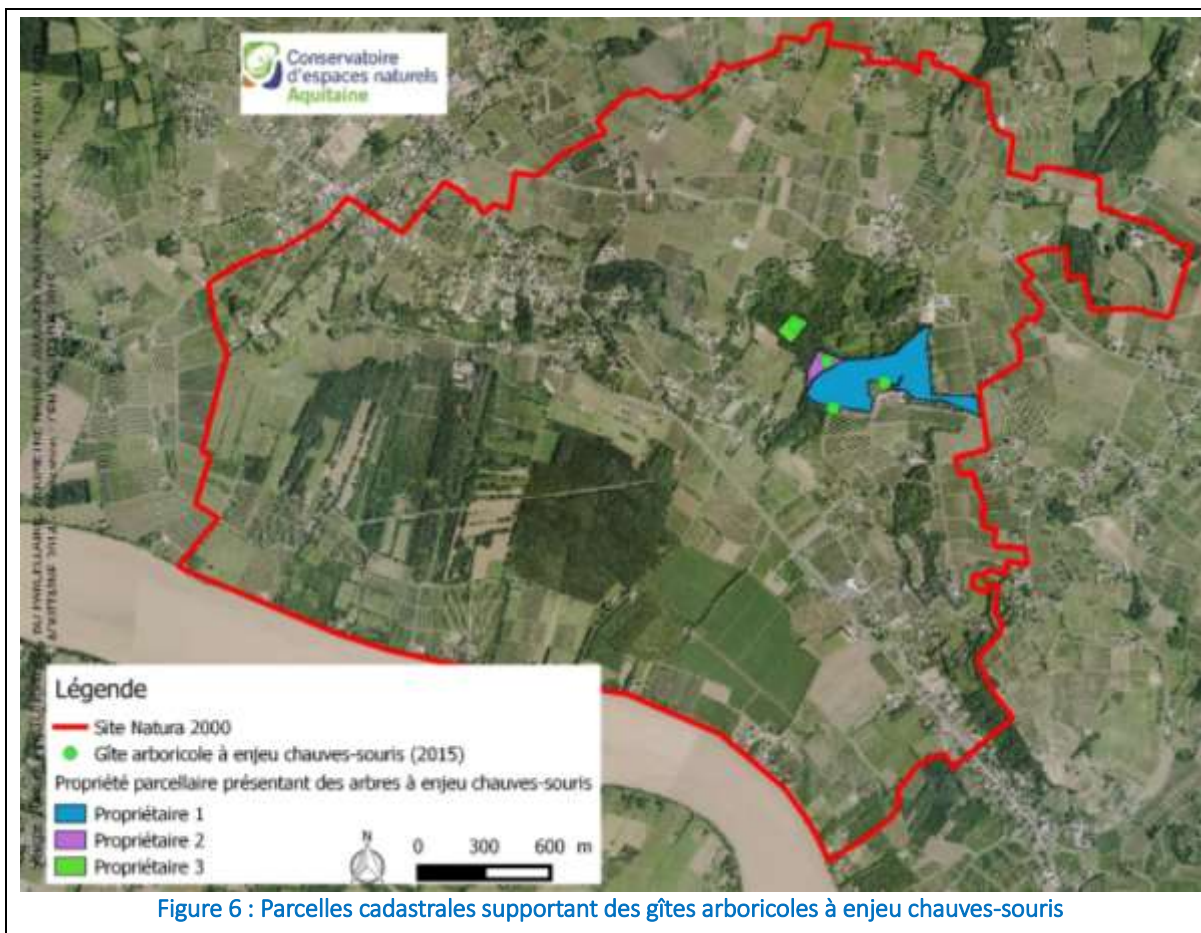 Conservatoire
d'espaces naturels
Aquitaine
Légende
Site Natura 2000
Gîte arboricole à enjeu chauves-souris (2015)
Propriété parcellaire présentant des arbres à enjeu chauves-souris
Propriétaire 1
Propriétaire 2
Propriétaire 3
N
0 300 600 m
Figure 6 : Parcelles cadastrales supportant des gîtes arboricoles à enjeu chauves-souris